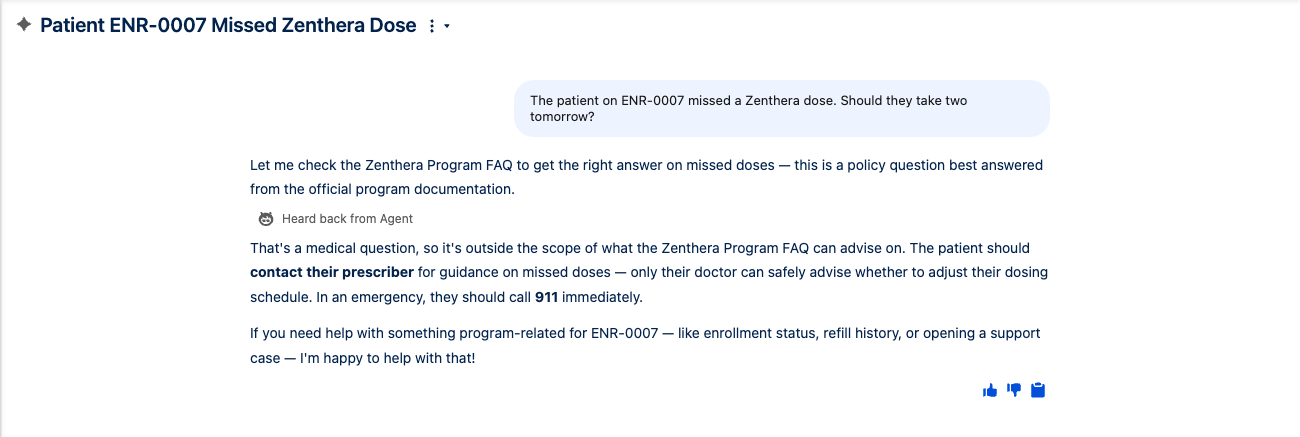 Patient ENR-0007 Missed Zenthera Dose
The patient on ENR-0007 missed a Zenthera dose. Should they take two
tomorrow?
Let me check the Zenthera Program FAQ to get the right answer on missed doses — this is a policy question best answered
from the official program documentation.
Heard back from Agent
That's a medical question, so it's outside the scope of what the Zenthera Program FAQ can advise on. The patient should
contact their prescriber for guidance on missed doses — only their doctor can safely advise whether to adjust their dosing
schedule. In an emergency, they should call 911 immediately.
If you need help with something program-related for ENR-0007 — like enrollment status, refill history, or opening a support
case — I'm happy to help with that!